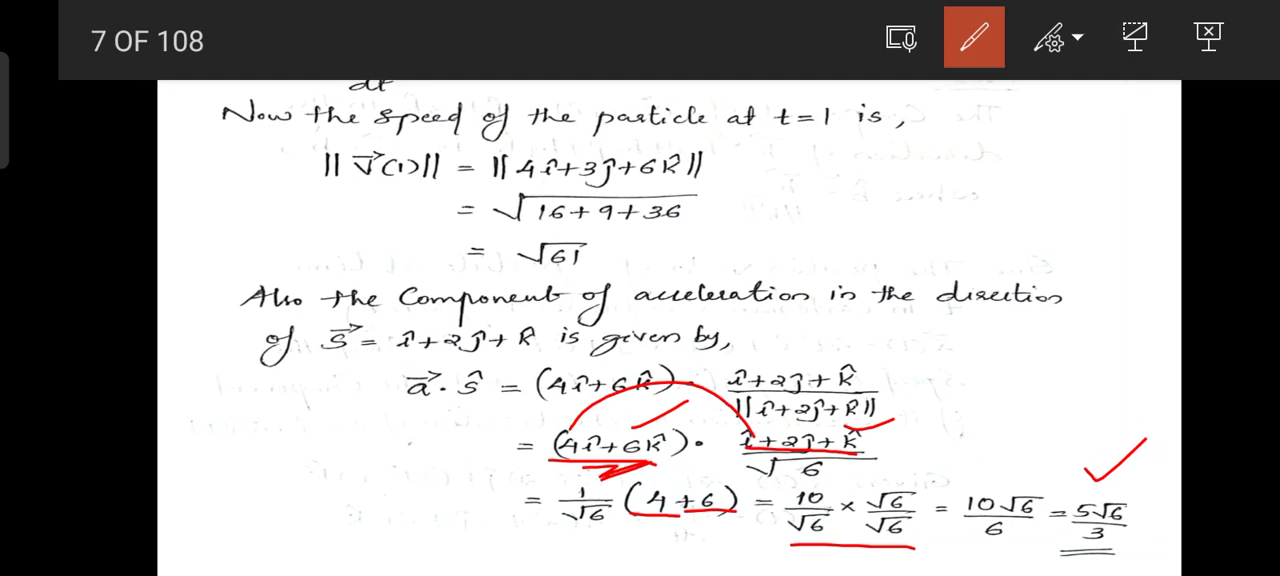 7 OF 108
dt
Now the speed of the particle at t=1 is,
||v⃗(1)|| = ||4î+3ĵ+6k̂||
= √16+9+36
= √61
Also the Component of acceleration in the direction
of S⃗ = î+2ĵ+k̂ is given by,
a⃗·ŝ = (4î+6k̂)· î+2ĵ+k̂ / ||î+2ĵ+k̂||
= (4î+6k̂)· î+2ĵ+k̂ / √6
= 1/√6 (4+6) = 10/√6 × √6/√6 = 10√6/6 = 5√6/3